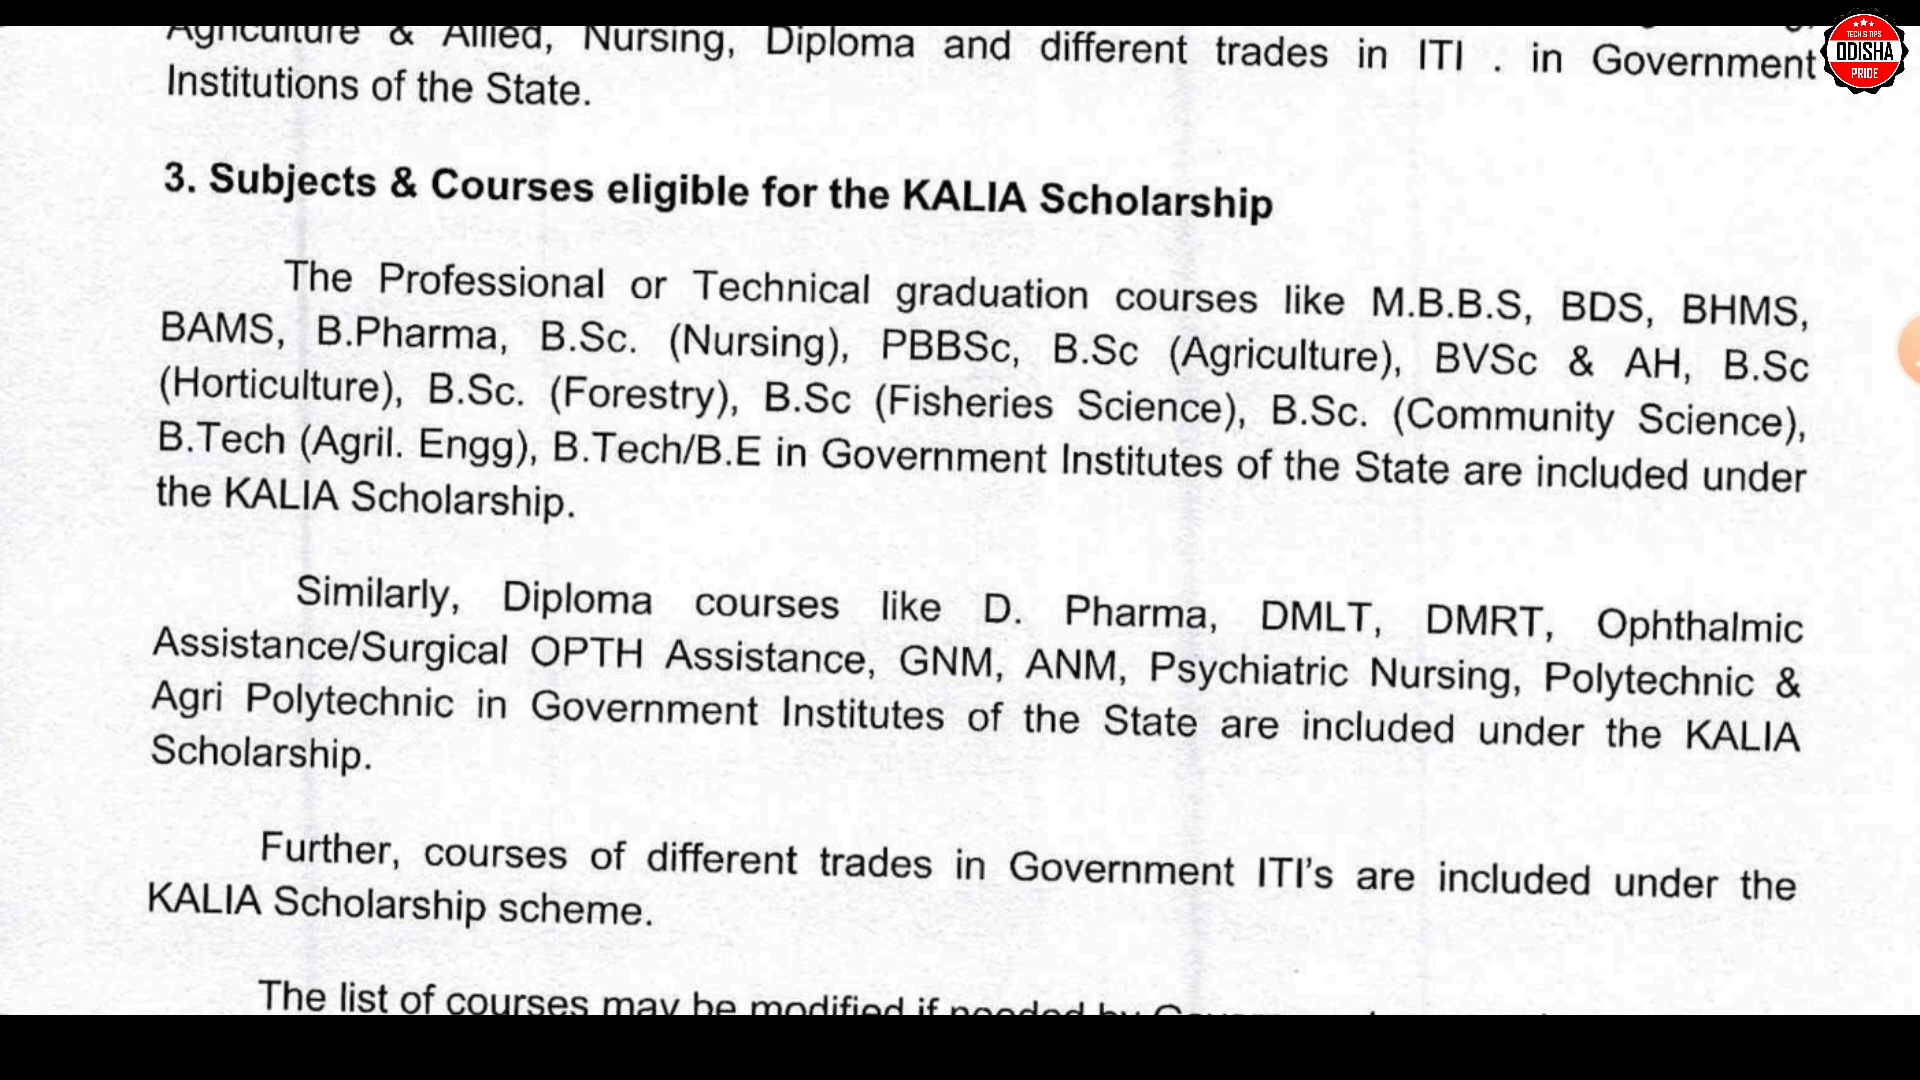 Agriculture & Allied, Nursing, Diploma and different trades in ITI . in Government
Institutions of the State.
3. Subjects & Courses eligible for the KALIA Scholarship
The Professional or Technical graduation courses like M.B.B.S, BDS, BHMS,
BAMS, B.Pharma, B.Sc. (Nursing), PBBSc, B.Sc (Agriculture), BVSc & AH, B.Sc
(Horticulture), B.Sc. (Forestry), B.Sc (Fisheries Science), B.Sc. (Community Science),
B.Tech (Agril. Engg), B.Tech/B.E in Government Institutes of the State are included under
the KALIA Scholarship.
Similarly, Diploma courses like D. Pharma, DMLT, DMRT, Ophthalmic
Assistance/Surgical OPTH Assistance, GNM, ANM, Psychiatric Nursing, Polytechnic &
Agri Polytechnic in Government Institutes of the State are included under the KALIA
Scholarship.
Further, courses of different trades in Government ITI's are included under the
KALIA Scholarship scheme.
The list of courses may be modified if needed by
TECH & TIPS
ODISHA
PRIDE